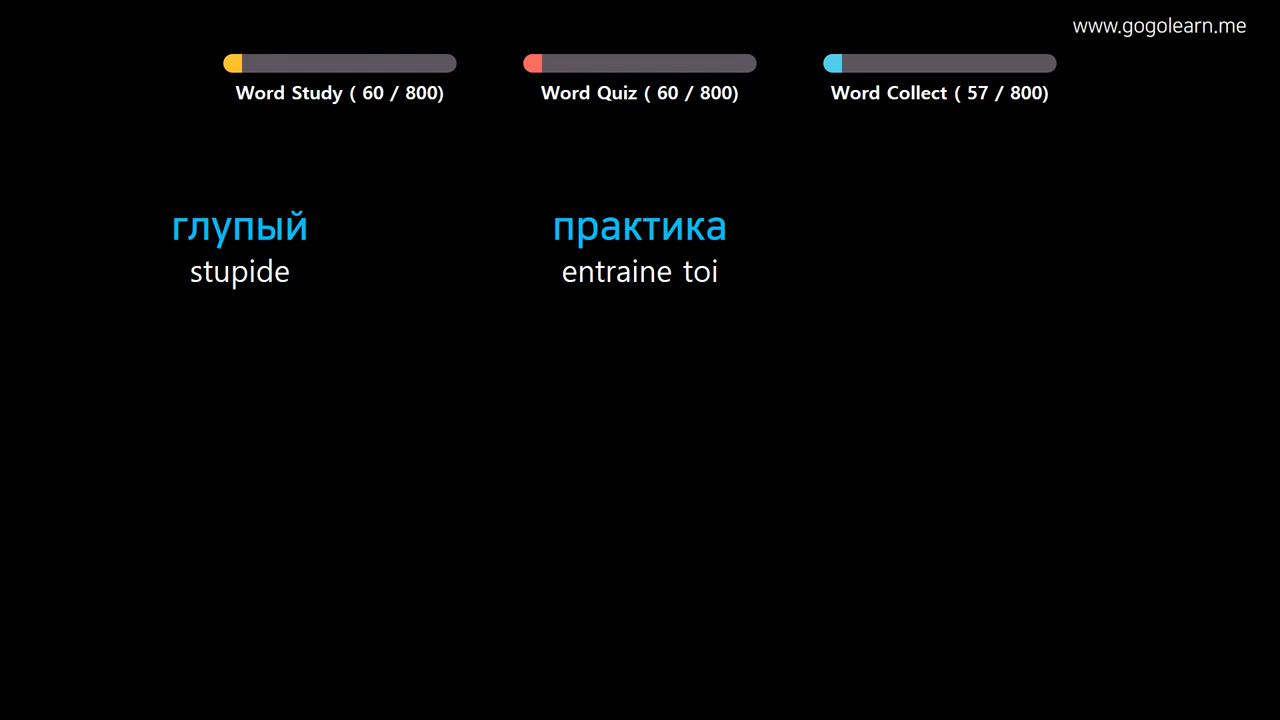 www.gogolearn.me
Word Study ( 60 / 800)
Word Quiz ( 60 / 800)
Word Collect ( 57 / 800)
глупый
stupide
практика
entraine toi